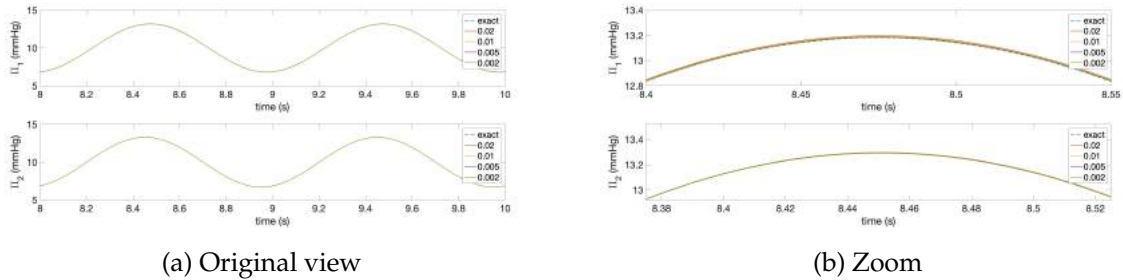 15
10
5
Π1 (mmHg)
8 8.2 8.4 8.6 8.8 9 9.2 9.4 9.6 9.8 10
time (s)
exact
0.02
0.01
0.005
0.002
15
10
5
Π2 (mmHg)
8 8.2 8.4 8.6 8.8 9 9.2 9.4 9.6 9.8 10
time (s)
exact
0.02
0.01
0.005
0.002
(a) Original view
13.4
13.2
13
12.8
Π1 (mmHg)
8.4 8.45 8.5 8.55
time (s)
exact
0.02
0.01
0.005
0.002
13.4
13.2
13
Π2 (mmHg)
8.38 8.4 8.42 8.44 8.46 8.48 8.5 8.52
time (s)
exact
0.02
0.01
0.005
0.002
(b) Zoom